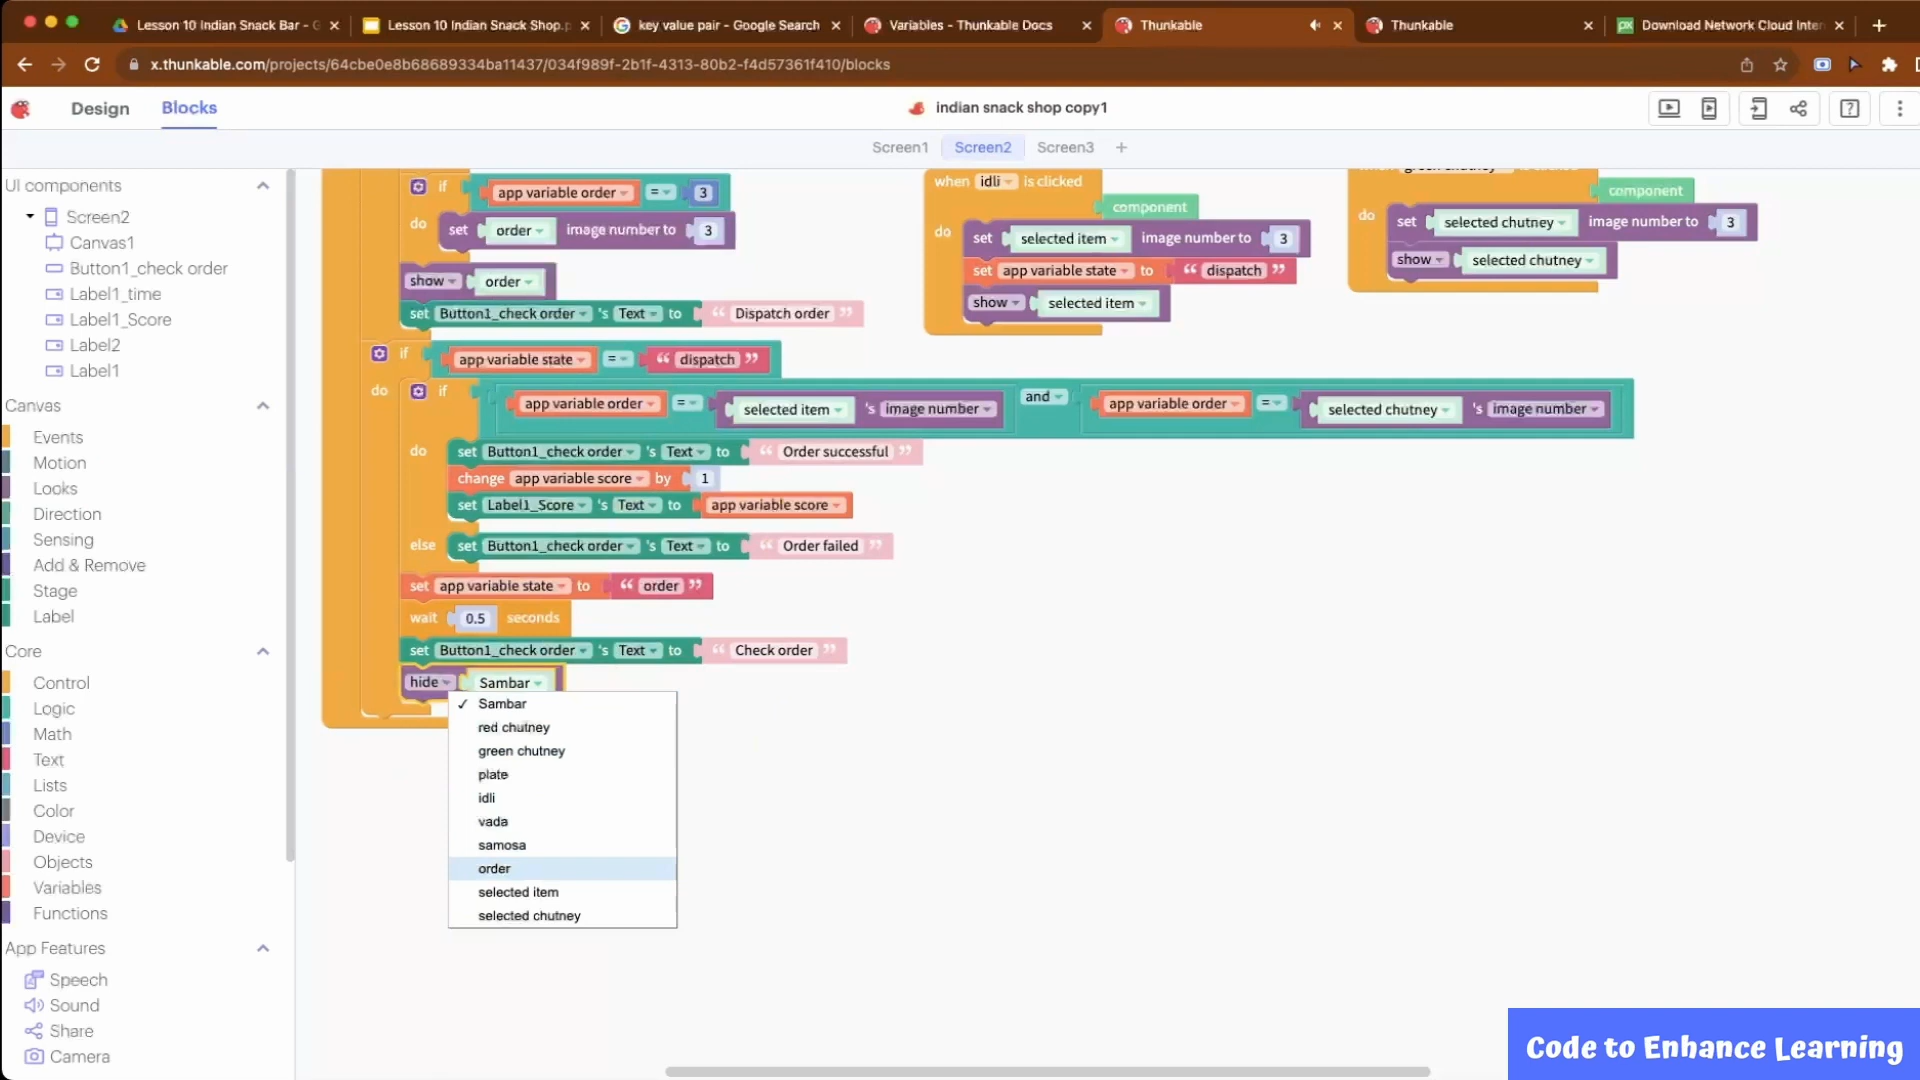 Lesson 10 Indian Snack Bar - G
Lesson 10 Indian Snack Shop.p
key value pair - Google Search
Variables - Thunkable Docs
Thunkable
Thunkable
Download Network Cloud Inter
x.thunkable.com/projects/64cbe0e8b68689334ba11437/034f989f-2b1f-4313-80b2-f4d57361f410/blocks
Design
Blocks
indian snack shop copy1
Screen1
Screen2
Screen3
UI components
Screen2
Canvas1
Button1_check order
Label1_time
Label1_Score
Label2
Label1
Canvas
Events
Motion
Looks
Direction
Sensing
Add & Remove
Stage
Label
Core
Control
Logic
Math
Text
Lists
Color
Device
Objects
Variables
Functions
App Features
Speech
Sound
Share
Camera
if app variable order = 3
do set order image number to 3
show order
set Button1_check order 's Text to “ Dispatch order ”
if app variable state = “ dispatch ”
do if app variable order = selected item 's image number and app variable order = selected chutney 's image number
do set Button1_check order 's Text to “ Order successful ”
change app variable score by 1
set Label1_Score 's Text to app variable score
else set Button1_check order 's Text to “ Order failed ”
set app variable state to “ order ”
wait 0.5 seconds
set Button1_check order 's Text to “ Check order ”
hide Sambar
✓ Sambar
red chutney
green chutney
plate
idli
vada
samosa
order
selected item
selected chutney
when idli is clicked
component
do set selected item image number to 3
set app variable state to “ dispatch ”
show selected item
component
do set selected chutney image number to 3
show selected chutney
Code to Enhance Learning